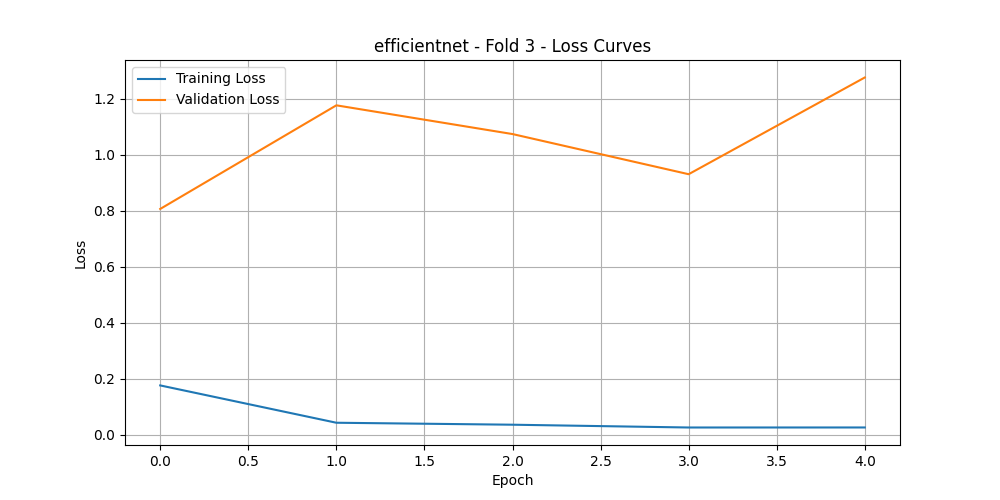 efficientnet - Fold 3 - Loss Curves
Training Loss
Validation Loss
1.2
1.0
0.8
0.6
0.4
0.2
0.0
Loss
0.0 0.5 1.0 1.5 2.0 2.5 3.0 3.5 4.0
Epoch